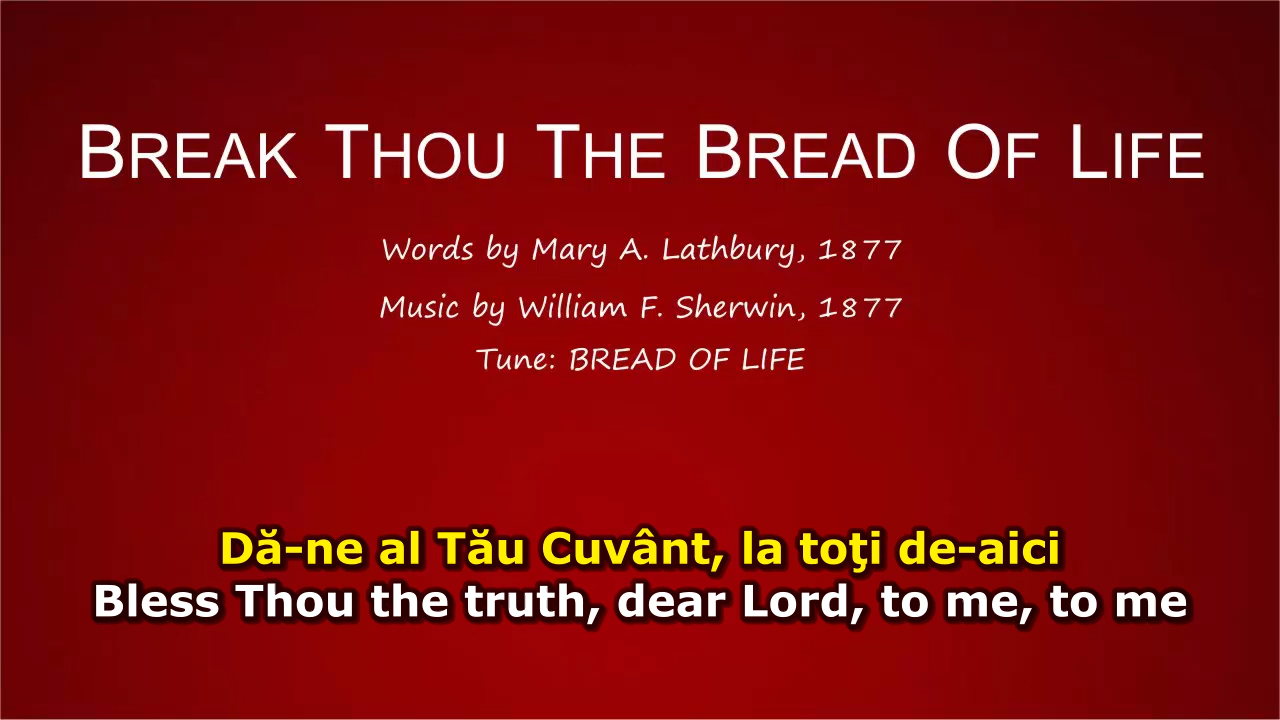 Break Thou The Bread Of Life
Words by Mary A. Lathbury, 1877
Music by William F. Sherwin, 1877
Tune: BREAD OF LIFE
Dă-ne al Tău Cuvânt, la toţi de-aici
Bless Thou the truth, dear Lord, to me, to me